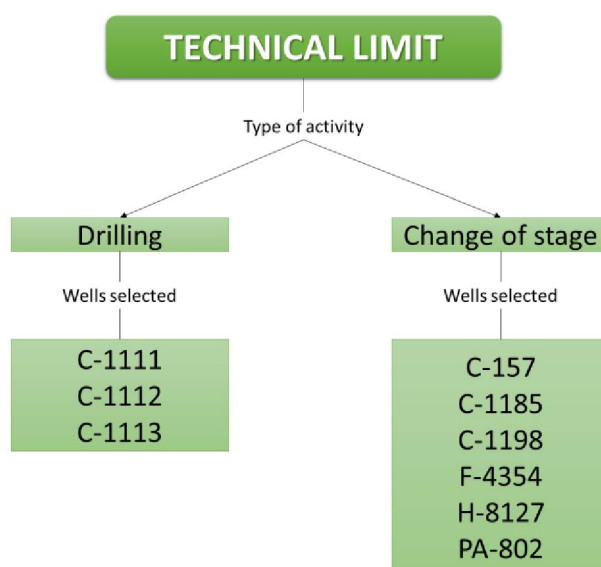 TECHNICAL LIMIT
Type of activity
Drilling
Change of stage
Wells selected
Wells selected
C-1111
C-1112
C-1113
C-157
C-1185
C-1198
F-4354
H-8127
PA-802